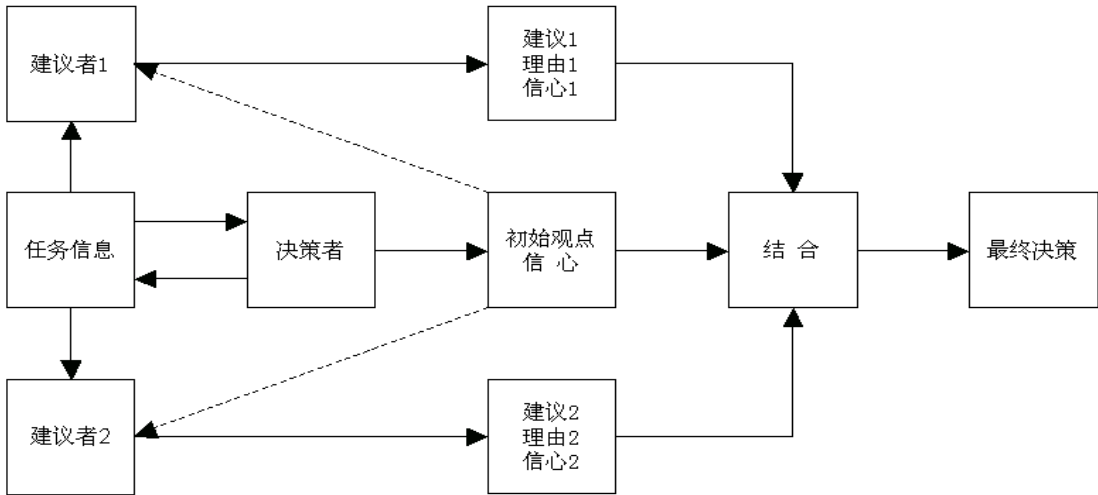 建议者1
建议1
理由1
信心1
任务信息
决策者
初始观点
信 心
结 合
最终决策
建议者2
建议2
理由2
信心2